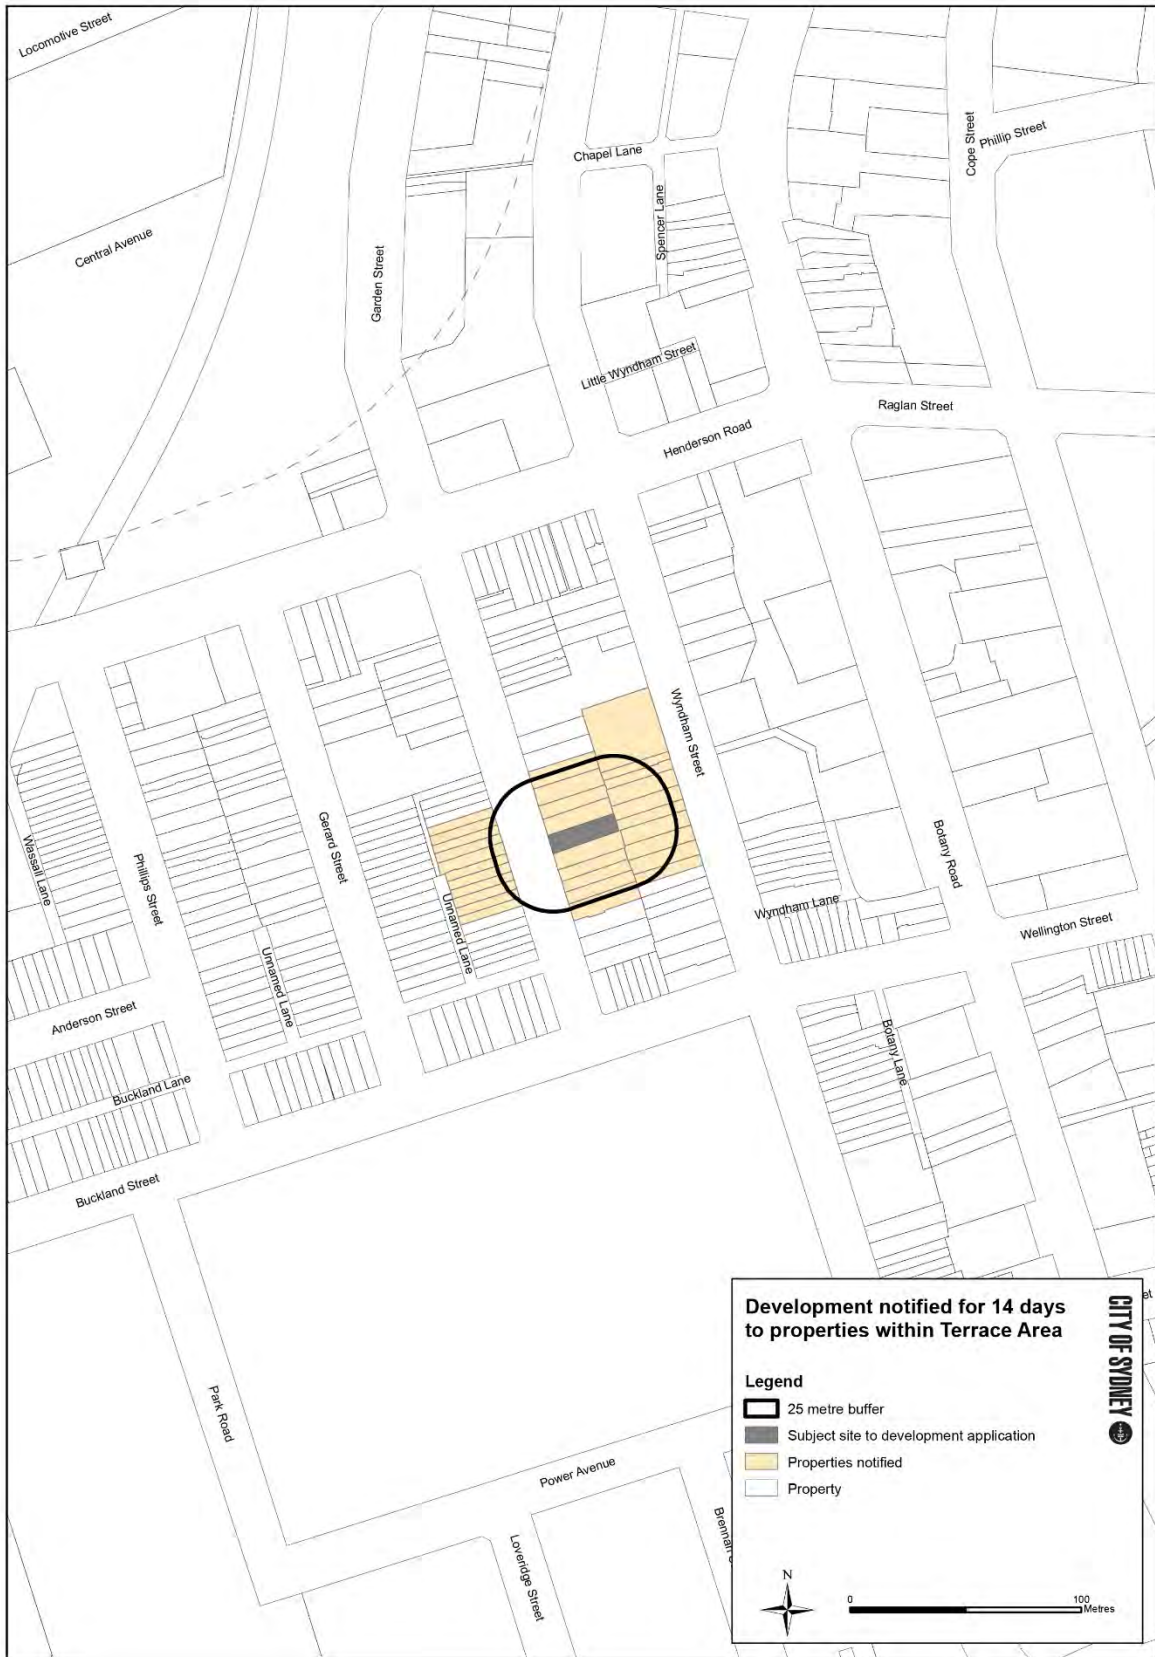 Locomotive Street
Central Avenue
Garden Street
Chapel Lane
Spencer Lane
Cope Street
Phillip Street
Little Wyndham Street
Henderson Road
Raglan Street
Wyndham Street
Wassall Lane
Phillips Street
Gerard Street
Unnamed Lane
Unnamed Lane
Botany Road
Wyndham Lane
Wellington Street
Anderson Street
Buckland Lane
Botany Lane
Buckland Street
Park Road
Power Avenue
Loveridge Street
Brennan
et
Development notified for 14 days
to properties within Terrace Area
CITY OF SYDNEY
Legend
25 metre buffer
Subject site to development application
Properties notified
Property
N
0 100
Metres